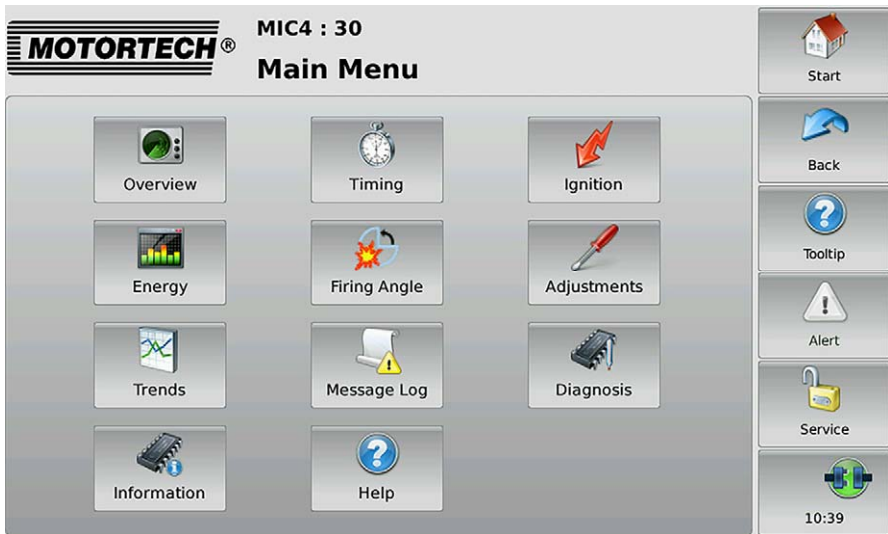 MOTORTECH®
MIC4 : 30
Main Menu
Overview
Timing
Ignition
Energy
Firing Angle
Adjustments
Trends
Message Log
Diagnosis
Information
Help
Start
Back
Tooltip
Alert
Service
10:39